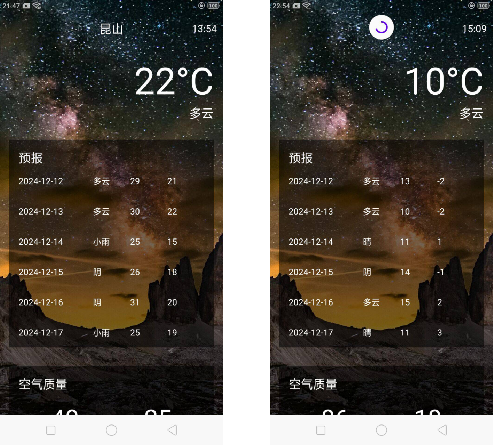 21:47
100
昆山
13:54
22°C
多云
预报
2024-12-12 多云 29 21
2024-12-13 多云 30 22
2024-12-14 小雨 25 15
2024-12-15 阴 26 18
2024-12-16 阴 31 20
2024-12-17 小雨 25 19
空气质量
22:54
100
15:09
10°C
多云
预报
2024-12-12 多云 13 -2
2024-12-13 多云 10 -2
2024-12-14 晴 11 1
2024-12-15 阴 14 -1
2024-12-16 多云 15 2
2024-12-17 晴 11 3
空气质量